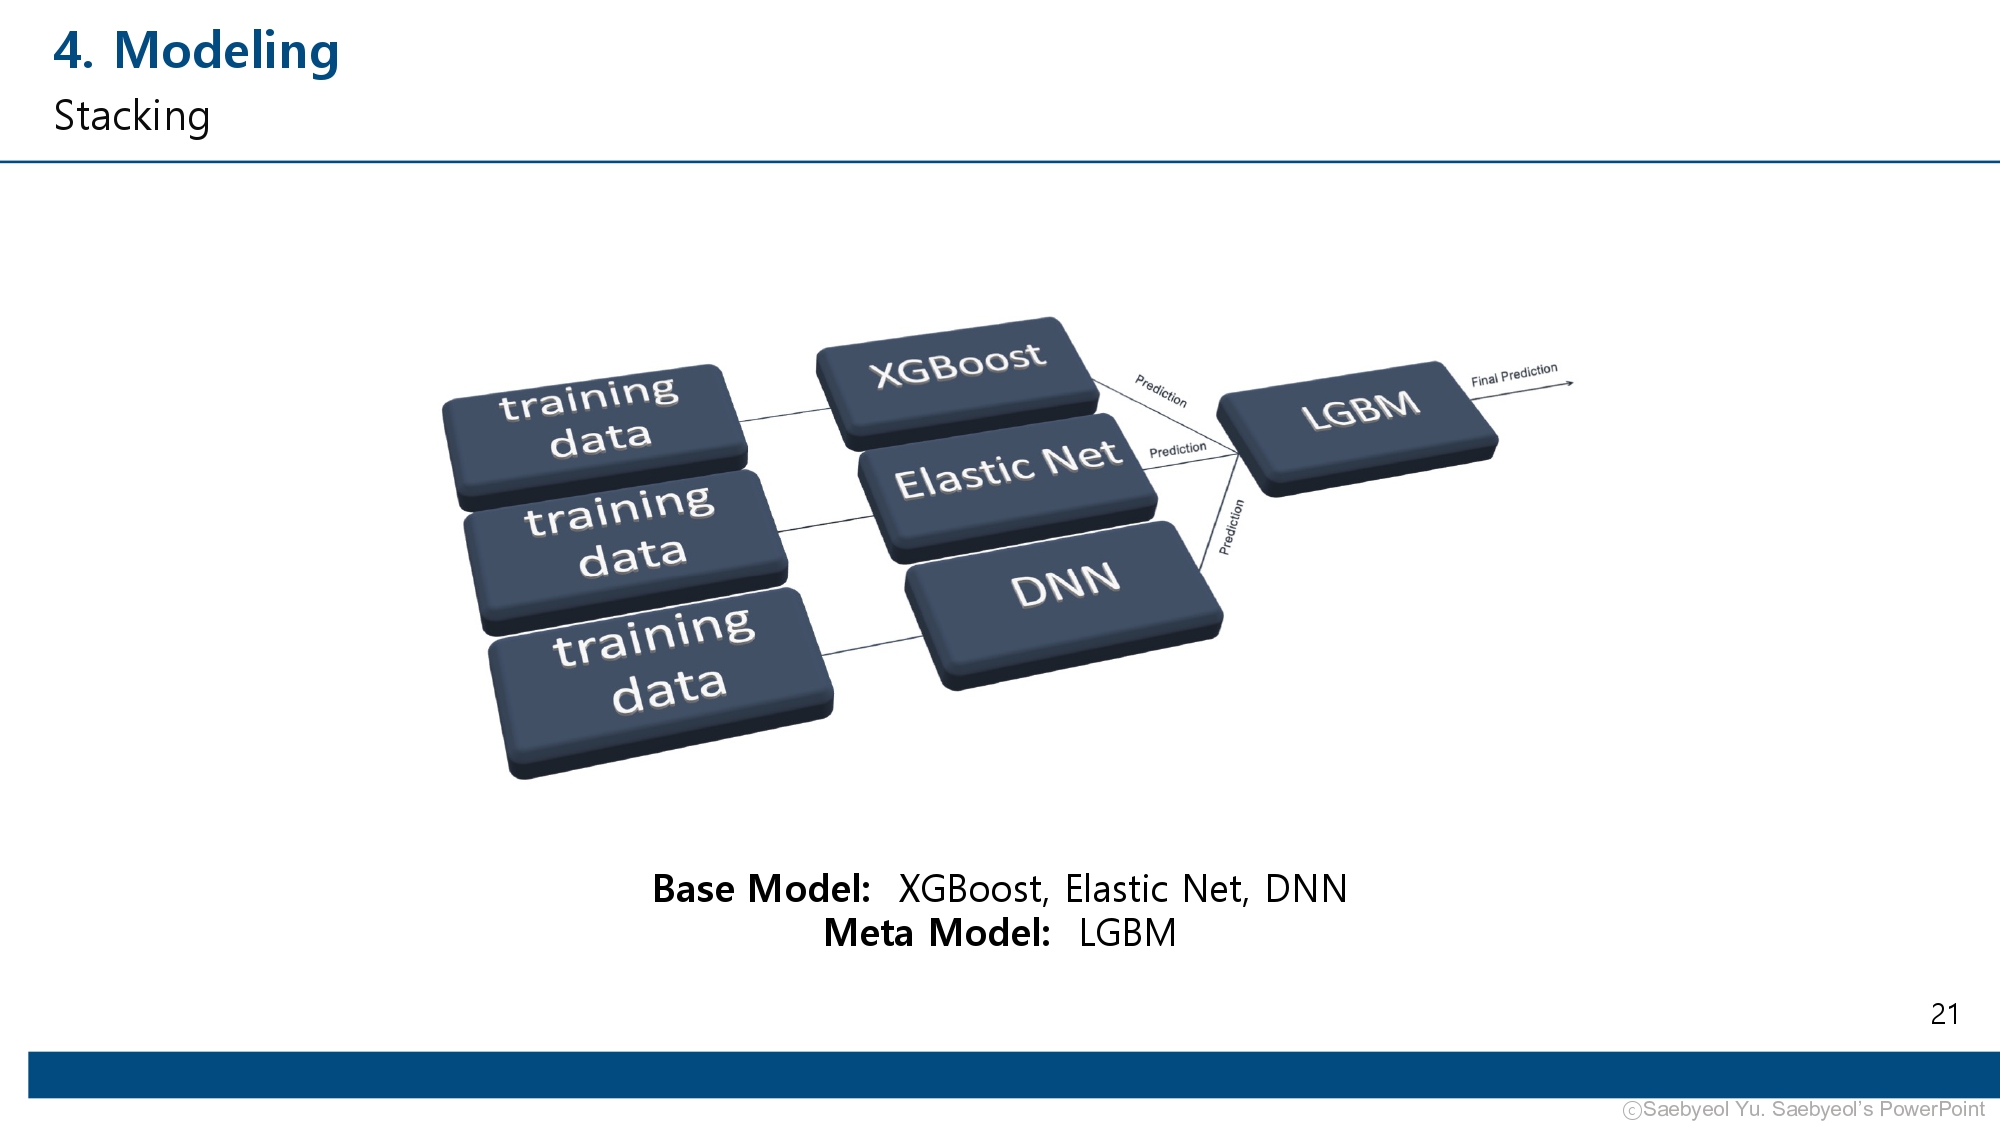 4. Modeling
Stacking
training
data
training
data
training
data
XGBoost
Elastic Net
DNN
Prediction
Prediction
Prediction
LGBM
Final Prediction
Base Model: XGBoost, Elastic Net, DNN
Meta Model: LGBM
21
ⓒSaebyeol Yu. Saebyeol’s PowerPoint